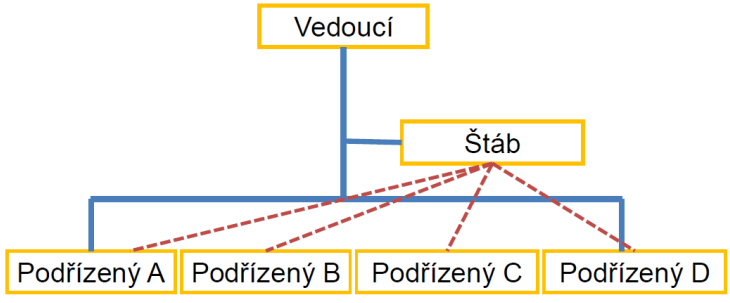 Vedoucí
Štáb
Podřízený A
Podřízený B
Podřízený C
Podřízený D